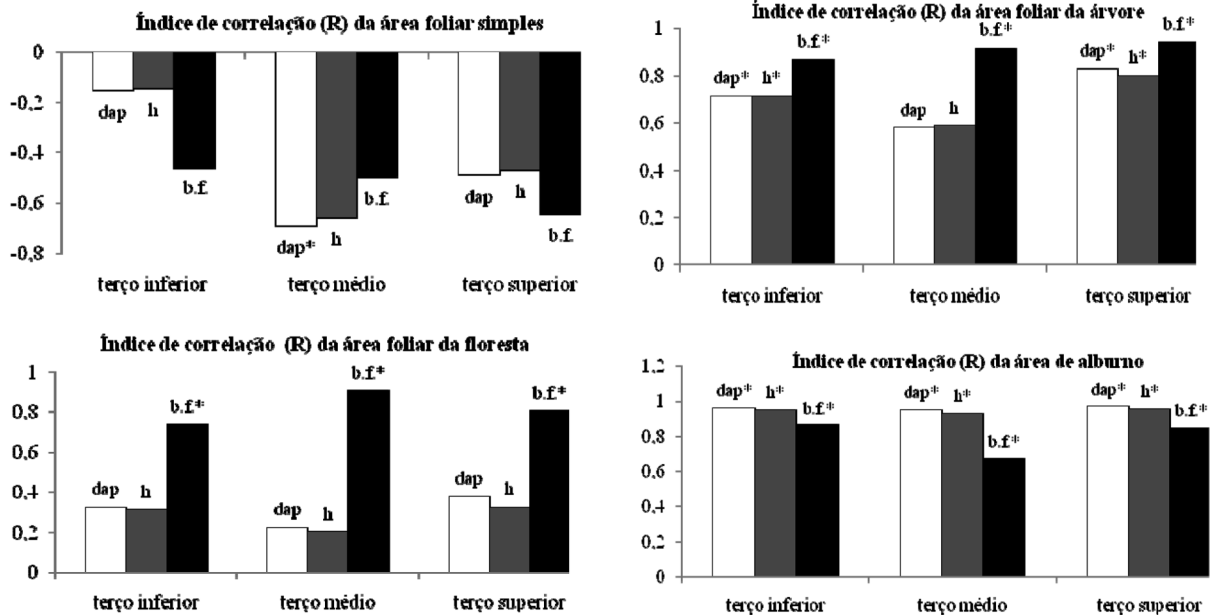 Índice de correlação (R) da área foliar simples
0
-0,2
-0,4
-0,6
-0,8
dap
h
b.f.
dap*
h
b.f.
dap
h
b.f.
terço inferior
terço médio
terço superior
Índice de correlação (R) da área foliar da árvore
1
0,8
0,6
0,4
0,2
0
dap*
h*
b.f*
dap
h
b.f*
dap*
h*
b.f*
terço inferior
terço médio
terço superior
Índice de correlação (R) da área foliar da floresta
1
0,8
0,6
0,4
0,2
0
dap
h
b.f*
dap
h
b.f*
dap
h
b.f*
terço inferior
terço médio
terço superior
Índice de correlação (R) da área de alburno
1,2
1
0,8
0,6
0,4
0,2
0
dap*
h*
b.f*
dap*
h*
b.f*
dap*
h*
b.f*
terço inferior
terço médio
terço superior